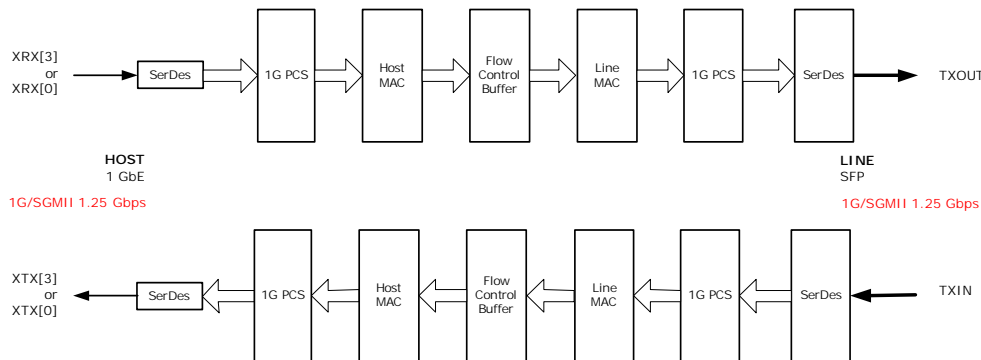 XRX[3]
or
XRX[0]
SerDes
1G PCS
Host
MAC
Flow
Control
Buffer
Line
MAC
1G PCS
SerDes
TXOUT
HOST
1 GbE
1G/SGMII 1.25 Gbps
LINE
SFP
1G/SGMII 1.25 Gbps
XTX[3]
or
XTX[0]
SerDes
1G PCS
Host
MAC
Flow
Control
Buffer
Line
MAC
1G PCS
SerDes
TXIN